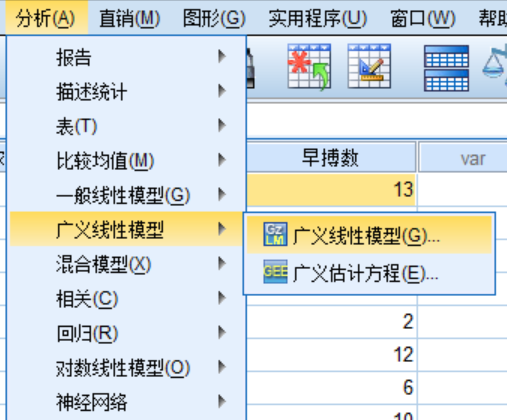 分析(A) 直销(M) 图形(G) 实用程序(U) 窗口(W) 帮助
报告
描述统计
表(T)
比较均值(M) 早搏数 var
一般线性模型(G) 13
广义线性模型 广义线性模型(G)...
混合模型(X) 广义估计方程(E)...
相关(C)
回归(R) 2
对数线性模型(O) 12
神经网络 6
10